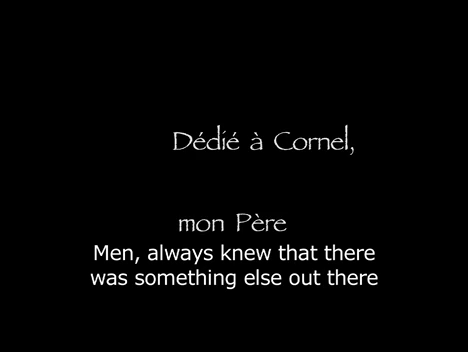 Dédié à Cornel,
mon Père
Men, always knew that there
was something else out there